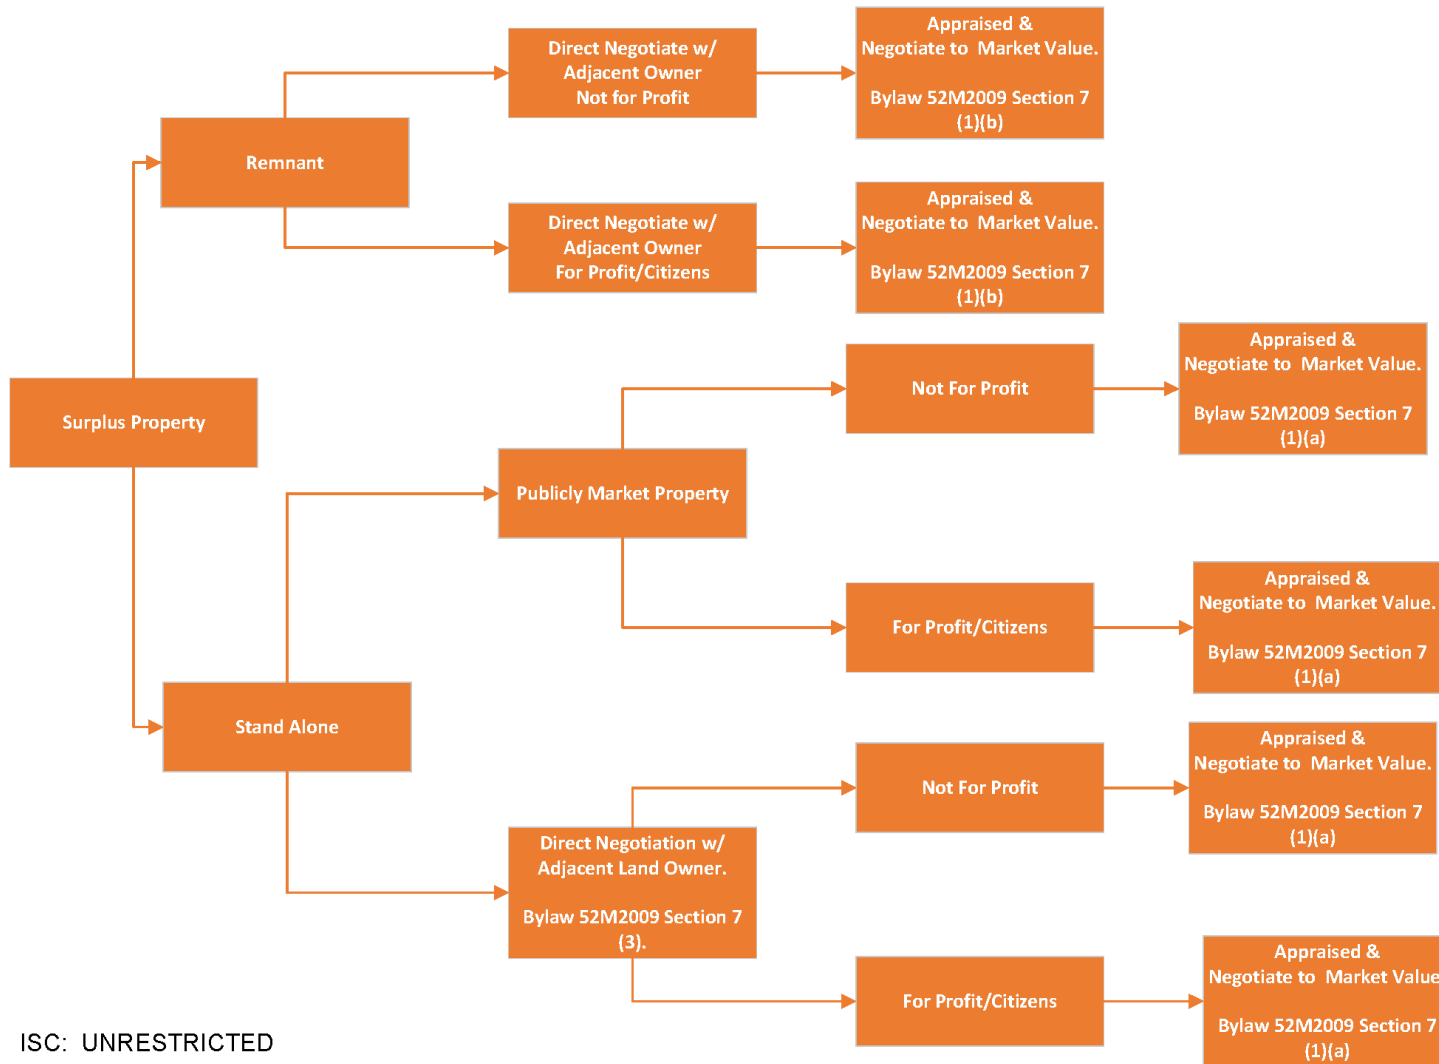 Surplus Property
Remnant
Direct Negotiate w/
Adjacent Owner
Not for Profit
Appraised &
Negotiate to  Market Value.
Bylaw 52M2009 Section 7
(1)(b)
Direct Negotiate w/
Adjacent Owner
For Profit/Citizens
Appraised &
Negotiate to  Market Value.
Bylaw 52M2009 Section 7
(1)(b)
Stand Alone
Publicly Market Property
Not For Profit
Appraised &
Negotiate to  Market Value.
Bylaw 52M2009 Section 7
(1)(a)
For Profit/Citizens
Appraised &
Negotiate to  Market Value.
Bylaw 52M2009 Section 7
(1)(a)
Direct Negotiation w/
Adjacent Land Owner.
Bylaw 52M2009 Section 7
(3).
Not For Profit
Appraised &
Negotiate to  Market Value.
Bylaw 52M2009 Section 7
(1)(a)
For Profit/Citizens
Appraised &
Negotiate to  Market Value
Bylaw 52M2009 Section 7
(1)(a)
ISC:  UNRESTRICTED